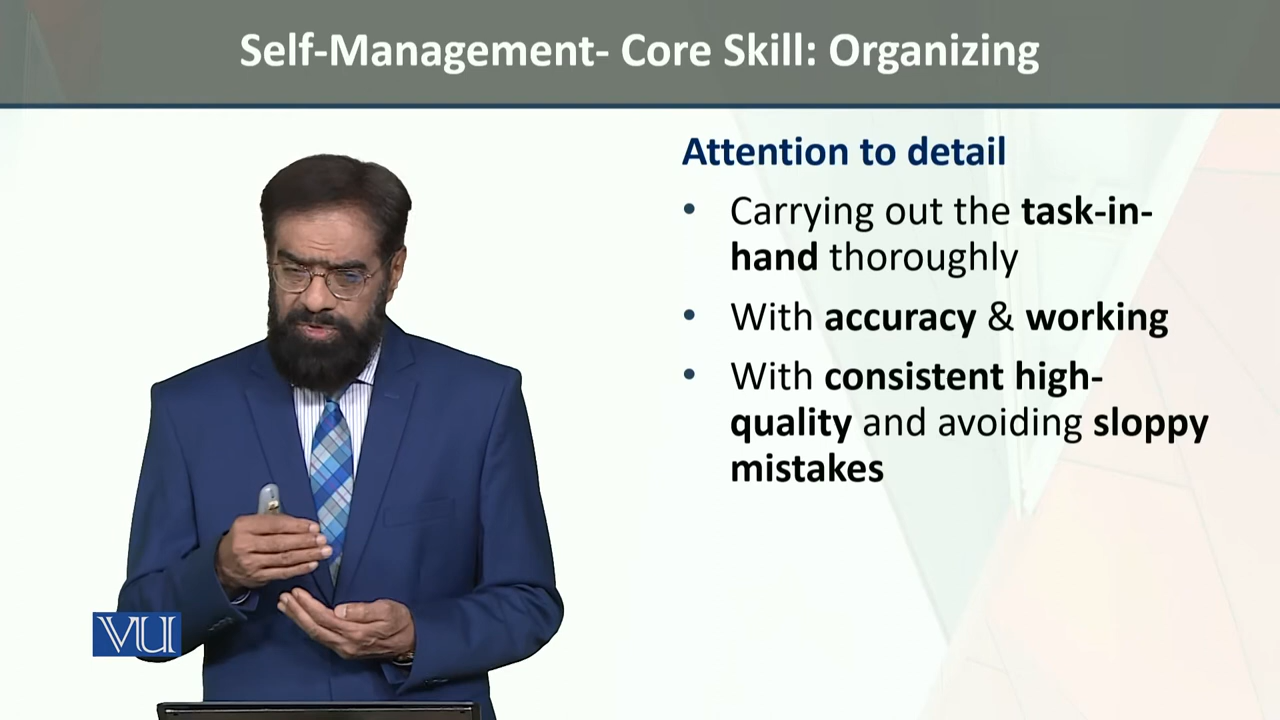 Self-Management- Core Skill: Organizing
Attention to detail
• Carrying out the task-in-
hand thoroughly
• With accuracy & working
• With consistent high-
quality and avoiding sloppy
mistakes
VU